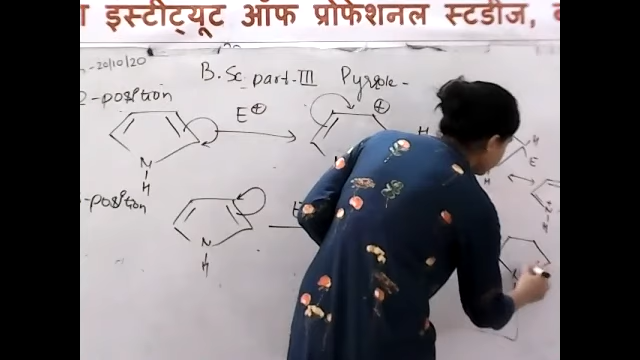 इंस्टीट्यूट ऑफ प्रोफेशनल स्टडीज,
20/10/20
B.Sc part-III Pyrrole -
2-position
E⊕
⊕
H
H
E
N
H
N
H
position
N
H